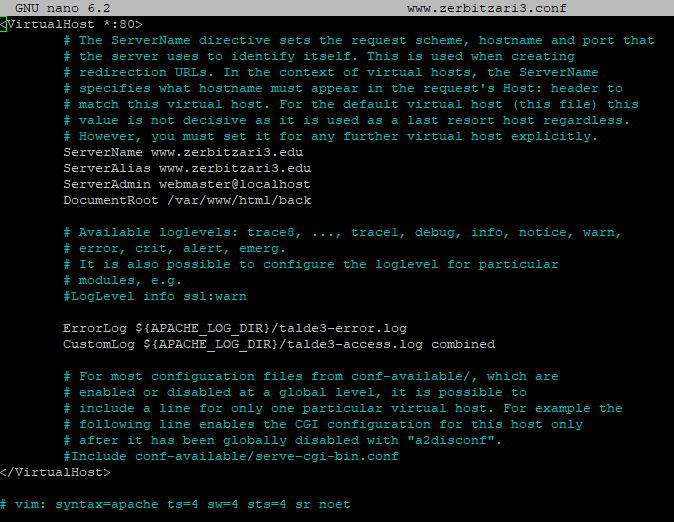 GNU nano 6.2 www.zerbitzari3.conf
<VirtualHost *:80>
# The ServerName directive sets the request scheme, hostname and port that
# the server uses to identify itself. This is used when creating
# redirection URLs. In the context of virtual hosts, the ServerName
# specifies what hostname must appear in the request's Host: header to
# match this virtual host. For the default virtual host (this file) this
# value is not decisive as it is used as a last resort host regardless.
# However, you must set it for any further virtual host explicitly.
ServerName www.zerbitzari3.edu
ServerAlias www.zerbitzari3.edu
ServerAdmin webmaster@localhost
DocumentRoot /var/www/html/back
# Available loglevels: trace8, ..., trace1, debug, info, notice, warn,
# error, crit, alert, emerg.
# It is also possible to configure the loglevel for particular
# modules, e.g.
#LogLevel info ssl:warn
ErrorLog ${APACHE_LOG_DIR}/talde3-error.log
CustomLog ${APACHE_LOG_DIR}/talde3-access.log combined
# For most configuration files from conf-available/, which are
# enabled or disabled at a global level, it is possible to
# include a line for only one particular virtual host. For example the
# following line enables the CGI configuration for this host only
# after it has been globally disabled with "a2disconf".
#Include conf-available/serve-cgi-bin.conf
</VirtualHost>
# vim: syntax=apache ts=4 sw=4 sts=4 sr noet